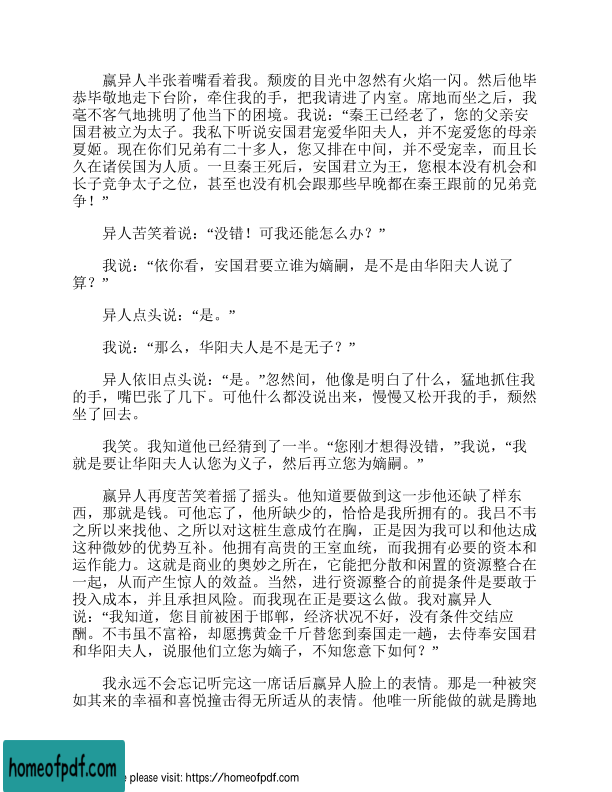 嬴异人半张着嘴看着我。颓废的目光中忽然有火焰一闪。然后他毕
恭毕敬地走下台阶，牵住我的手，把我请进了内室。席地而坐之后，我
毫不客气地挑明了他当下的困境。我说：“秦王已经老了，您的父亲安
国君被立为太子。我私下听说安国君宠爱华阳夫人，并不宠爱您的母亲
夏姬。现在你们兄弟有二十多人，您又排在中间，并不受宠幸，而且长
久在诸侯国为人质。一旦秦王死后，安国君立为王，您根本没有机会和
长子竞争太子之位，甚至也没有机会跟那些早晚都在秦王跟前的兄弟竞
争！”
异人苦笑着说：“没错！可我还能怎么办？”
我说：“依你看，安国君要立谁为嫡嗣，是不是由华阳夫人说了
算？”
异人点头说：“是。”
我说：“那么，华阳夫人是不是无子？”
异人依旧点头说：“是。”忽然间，他像是明白了什么，猛地抓住我
的手，嘴巴张了几下。可他什么都没说出来，慢慢又松开我的手，颓然
坐了回去。
我笑。我知道他已经猜到了一半。“您刚才想得没错，”我说，“我
就是要让华阳夫人认您为义子，然后再立您为嫡嗣。”
嬴异人再度苦笑着摇了摇头。他知道要做到这一步他还缺了样东
西，那就是钱。可他忘了，他所缺少的，恰恰是我所拥有的。我吕不韦
之所以来找他、之所以对这桩生意成竹在胸，正是因为我可以和他达成
这种微妙的优势互补。他拥有高贵的王室血统，而我拥有必要的资本和
运作能力。这就是商业的奥妙之所在，它能把分散和闲置的资源整合在
一起，从而产生惊人的效益。当然，进行资源整合的前提条件是要敢于
投入成本，并且承担风险。而我现在正是要这么做。我对嬴异人
说：“我知道，您目前被困于邯郸，经济状况不好，没有条件交结应
酬。不韦虽不富裕，却愿携黄金千斤替您到秦国走一趟，去侍奉安国君
和华阳夫人，说服他们立您为嫡子，不知您意下如何？”
我永远不会忘记听完这一席话后嬴异人脸上的表情。那是一种被突
如其来的幸福和喜悦撞击得无所适从的表情。他唯一所能做的就是腾地
homeofpdf.com
e please visit: https://homeofpdf.com